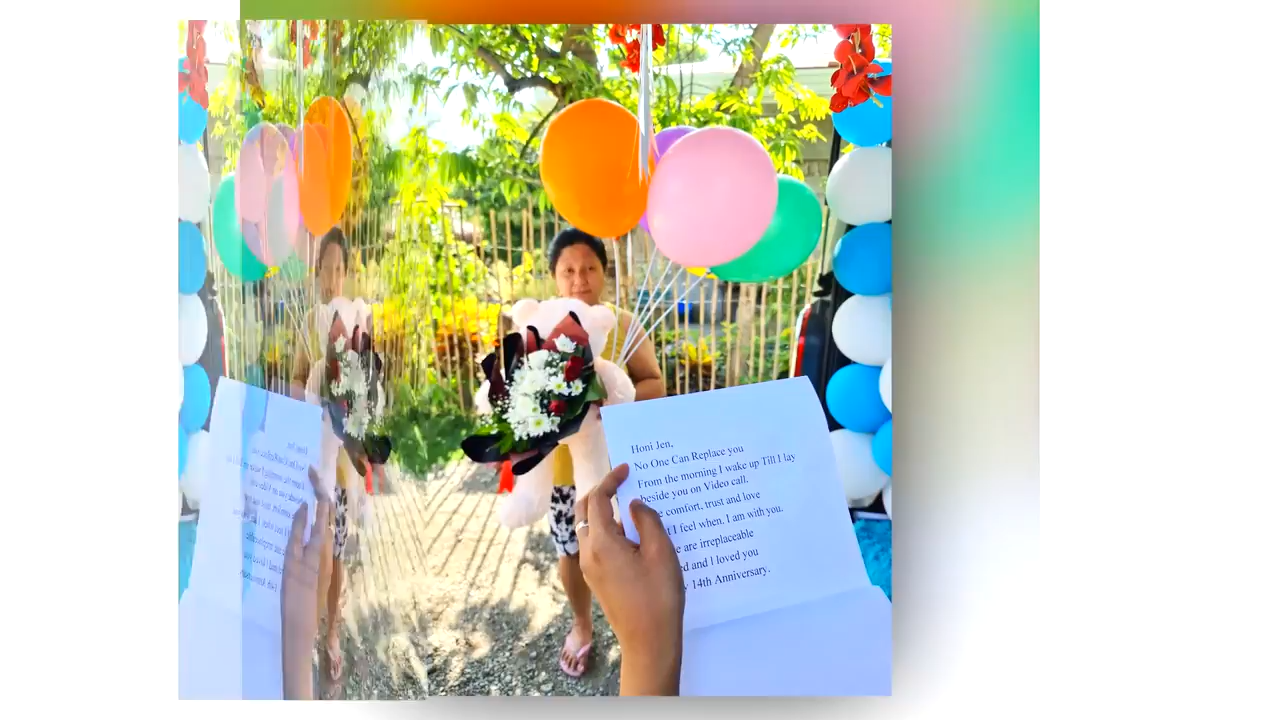 Honi Jen,
No One Can Replace you
From the morning I wake up Till I lay
beside you on Video call.
comfort, trust and love
I feel when. I am with you.
are irreplaceable
and I loved you
14th Anniversary.